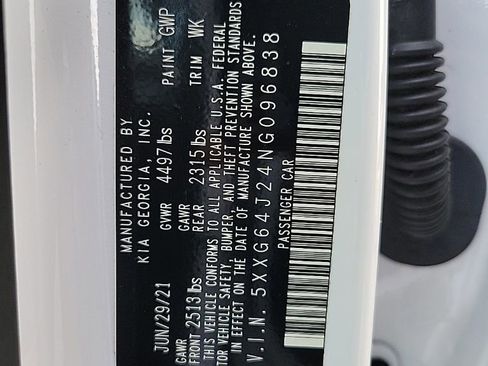 MANUFACTURED BY
KIA GEORGIA, INC.
JUN/29/21 GVWR 4497lbs PAINT GWP
GAWR GAWR
FRONT 2513lbs REAR 2315lbs TRIM WK
THIS VEHICLE CONFORMS TO ALL APPLICABLE U.S.A. FEDERAL
TOR VEHICLE SAFETY, BUMPER, AND THEFT PREVENTION STANDARDS
IN EFFECT ON THE DATE OF MANUFACTURE SHOWN ABOVE.
V.I.N. 5XXG64J24NG096838
PASSENGER CAR